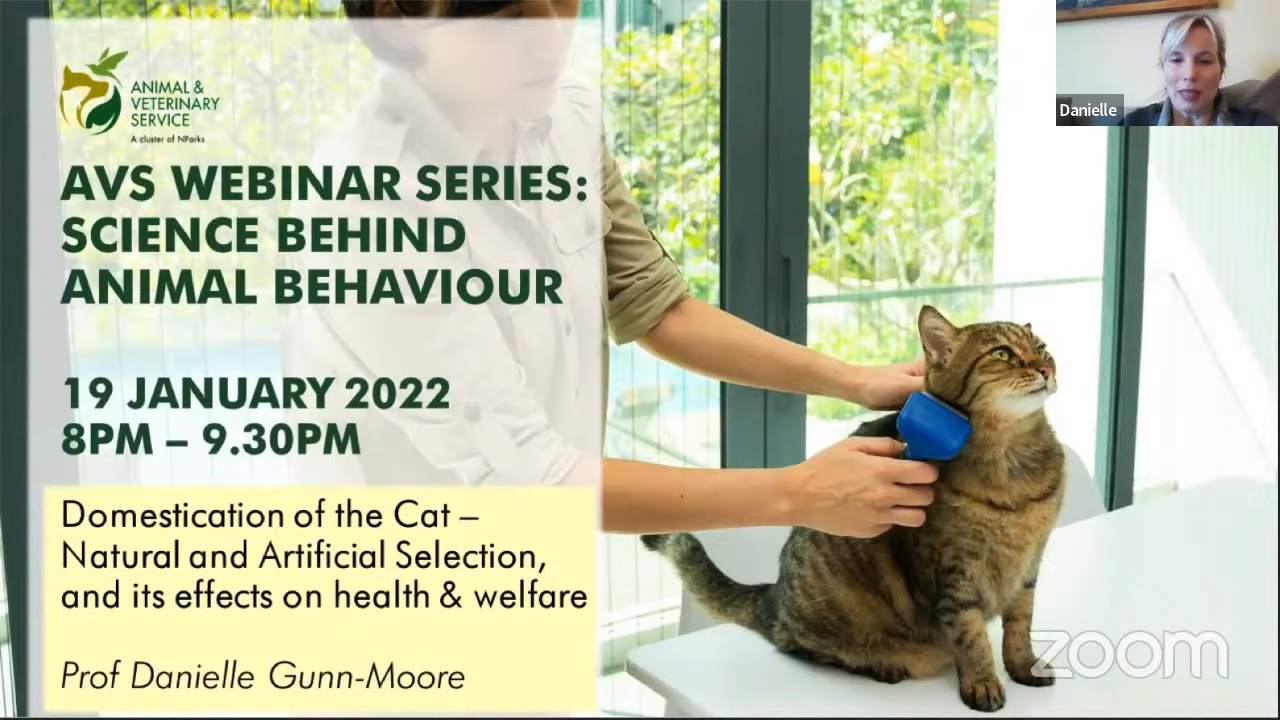 ANIMAL &
VETERINARY
SERVICE
A cluster of NParks
AVS WEBINAR SERIES:
SCIENCE BEHIND
ANIMAL BEHAVIOUR
19 JANUARY 2022
8PM – 9.30PM
Domestication of the Cat –
Natural and Artificial Selection,
and its effects on health & welfare
Prof Danielle Gunn-Moore
Danielle
zoom